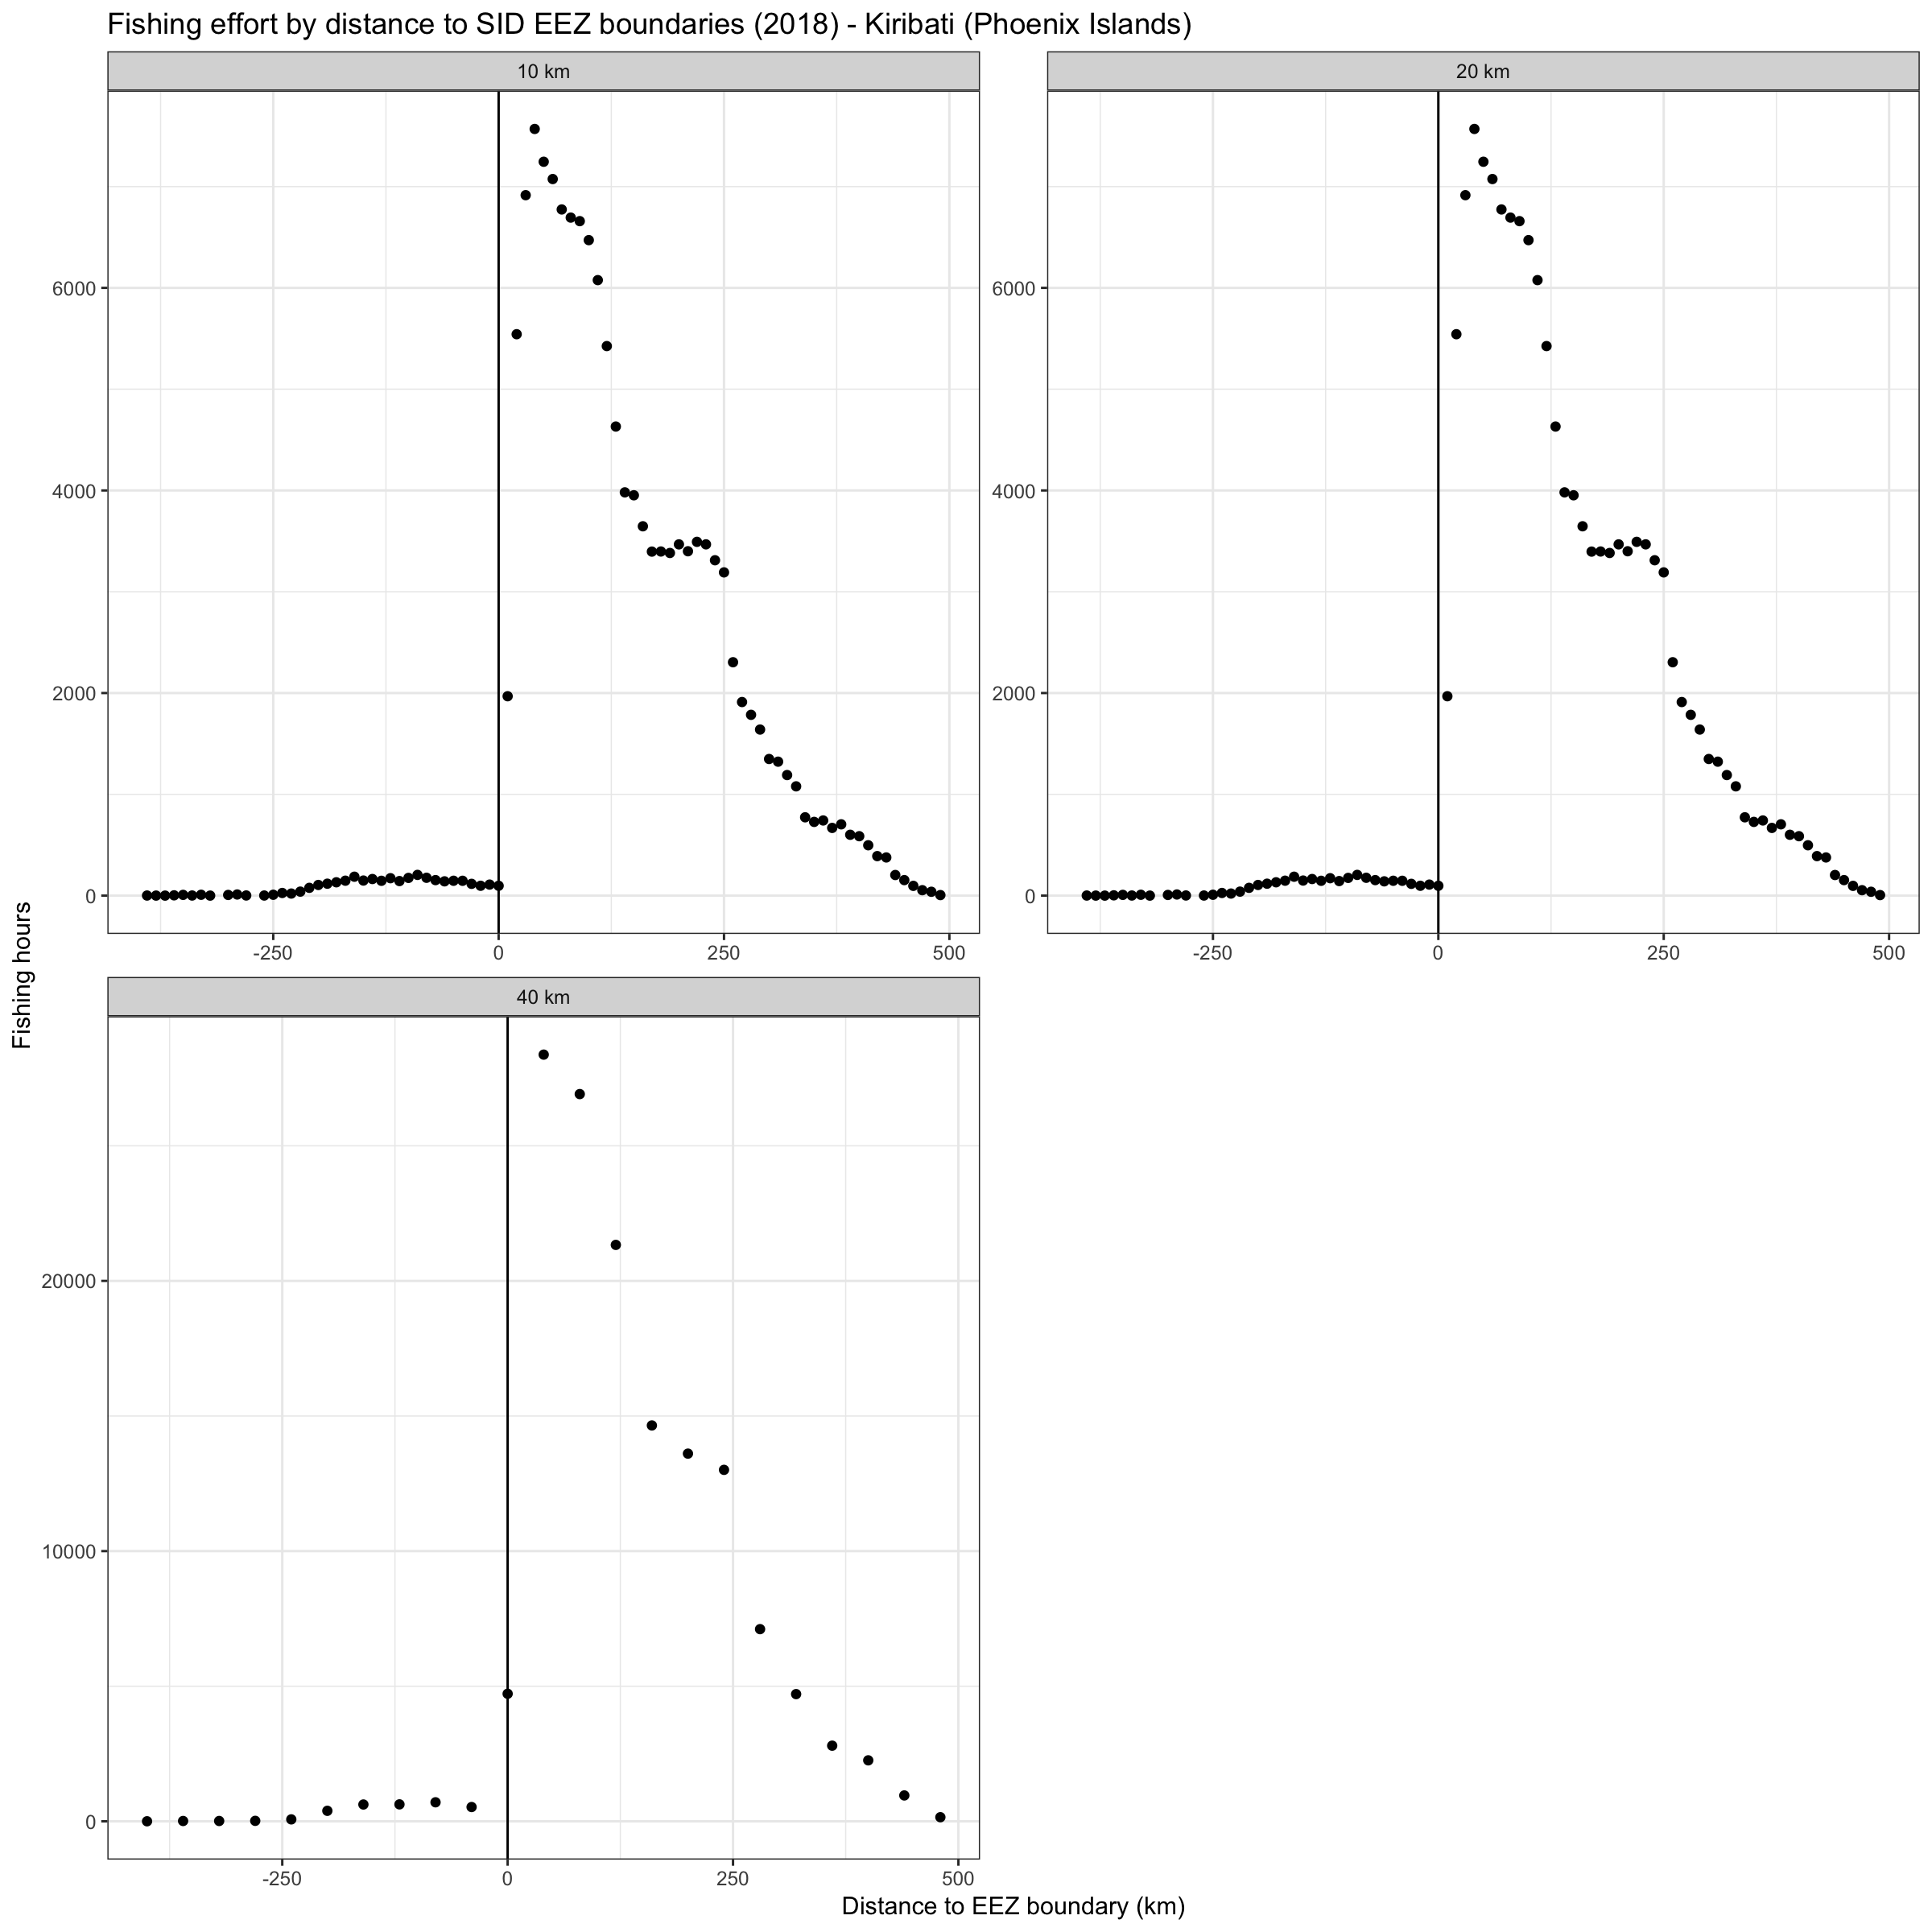 Fishing effort by distance to SID EEZ boundaries (2018) - Kiribati (Phoenix Islands)
10 km
20 km
6000
4000
2000
0
-250 0 250 500
6000
4000
2000
0
-250 0 250 500
Fishing hours
40 km
20000
10000
0
-250 0 250 500
Distance to EEZ boundary (km)